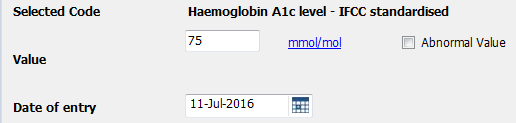 Selected Code Haemoglobin A1c level - IFCC standardised
75 mmol/mol Abnormal Value
Value
Date of entry 11-Jul-2016